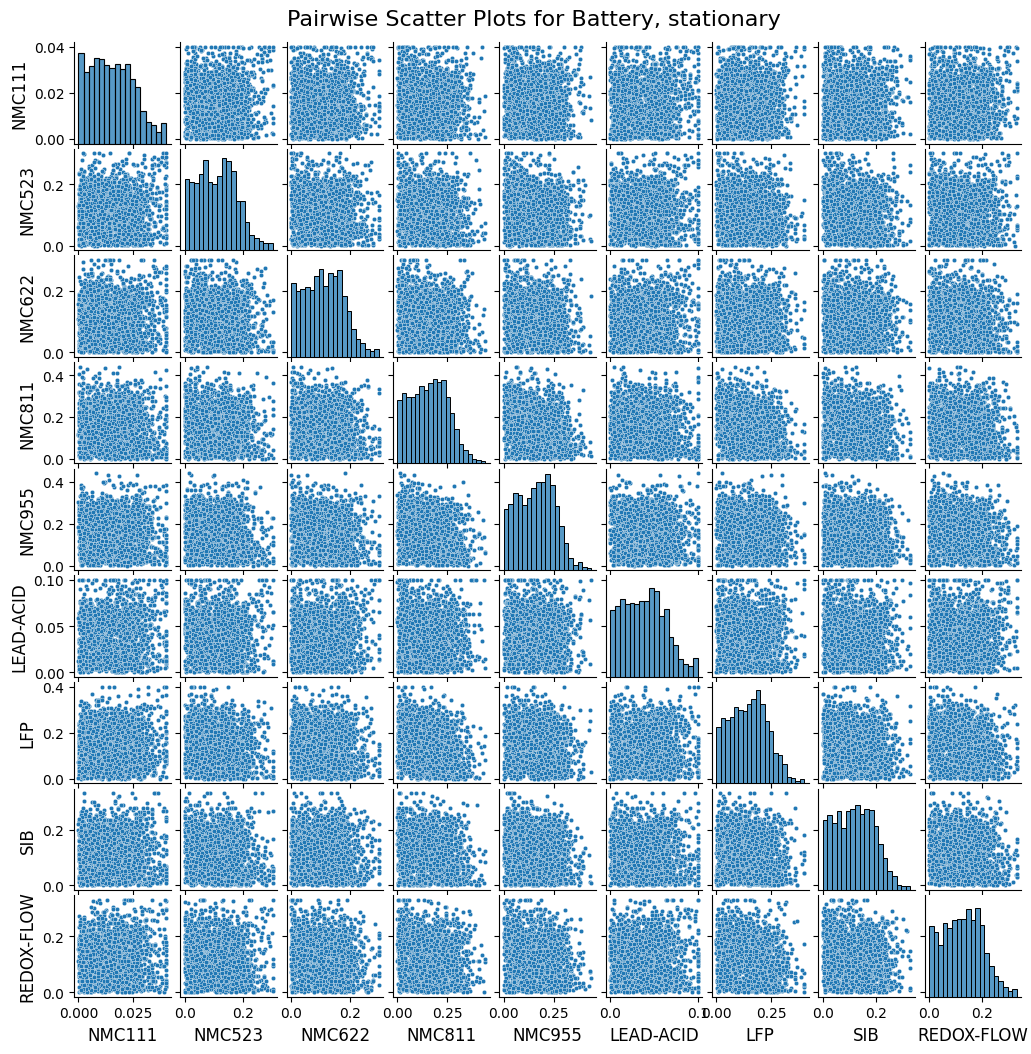 Pairwise Scatter Plots for Battery, stationary
0.04
0.02
0.00
NMC111
0.2
0.0
NMC523
0.2
0.0
NMC622
0.4
0.2
0.0
NMC811
0.4
0.2
0.0
NMC955
0.10
0.05
0.00
LEAD-ACID
0.4
0.2
0.0
LFP
0.2
0.0
SIB
0.2
0.0
REDOX-FLOW
0.000 0.025 0.0 0.2 0.0 0.2 0.00 0.25 0.00 0.25 0.0 0.1 0.00 0.25 0.0 0.2 0.0 0.2
NMC111 NMC523 NMC622 NMC811 NMC955 LEAD-ACID LFP SIB REDOX-FLOW